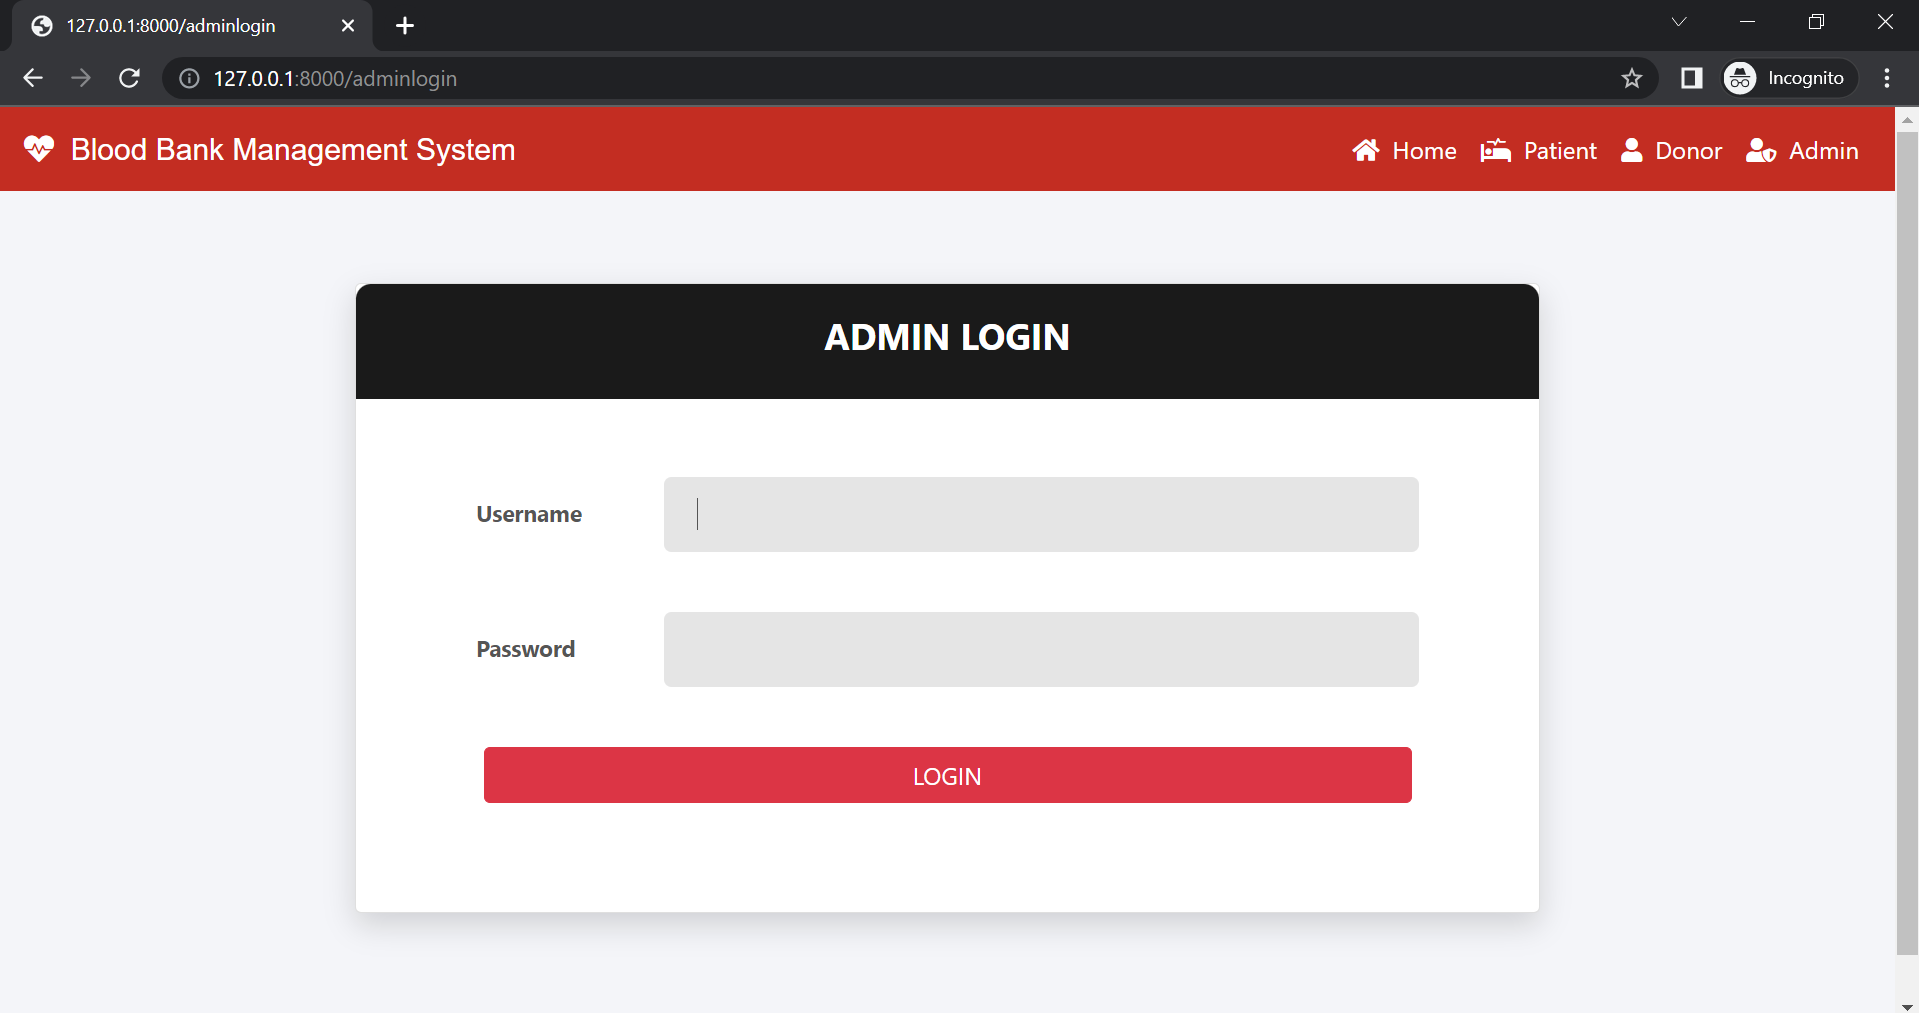 127.0.0.1:8000/adminlogin
127.0.0.1:8000/adminlogin Incognito
Blood Bank Management System Home Patient Donor Admin
ADMIN LOGIN
Username
Password
LOGIN